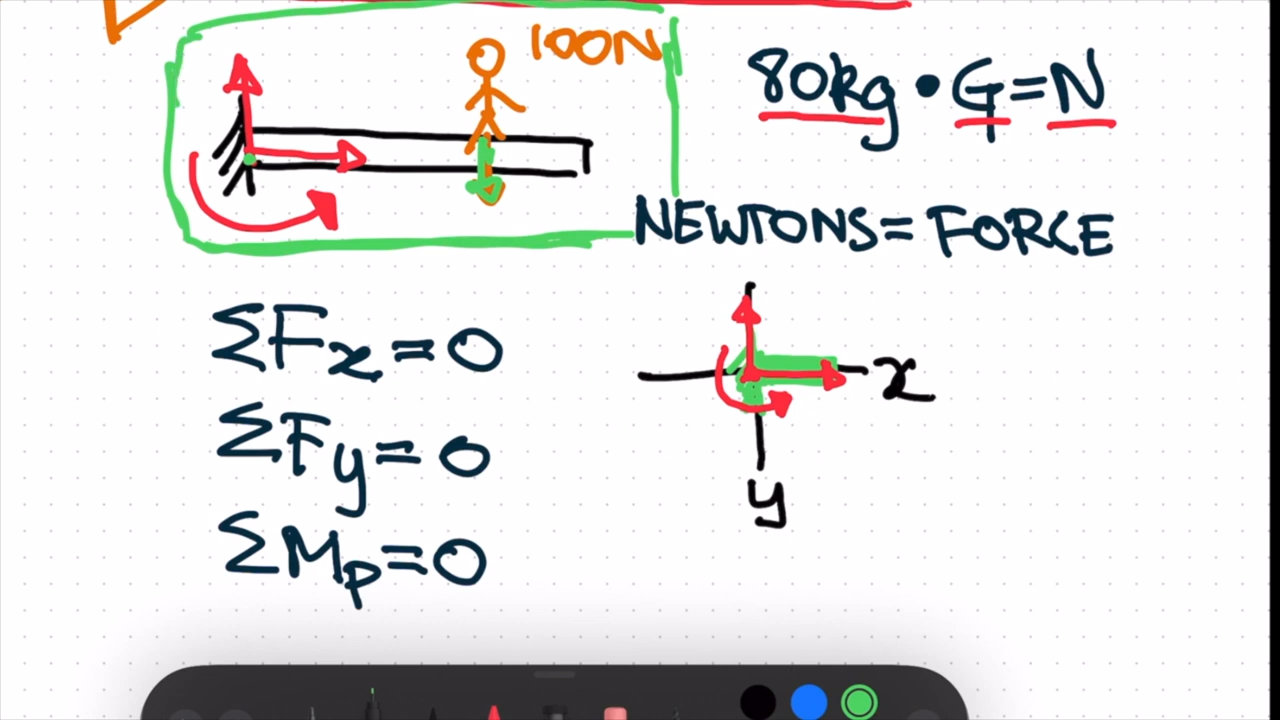 100N
80kg • G = N
NEWTONS = FORCE
ΣFx = 0
ΣFy = 0
ΣMp = 0
x
y